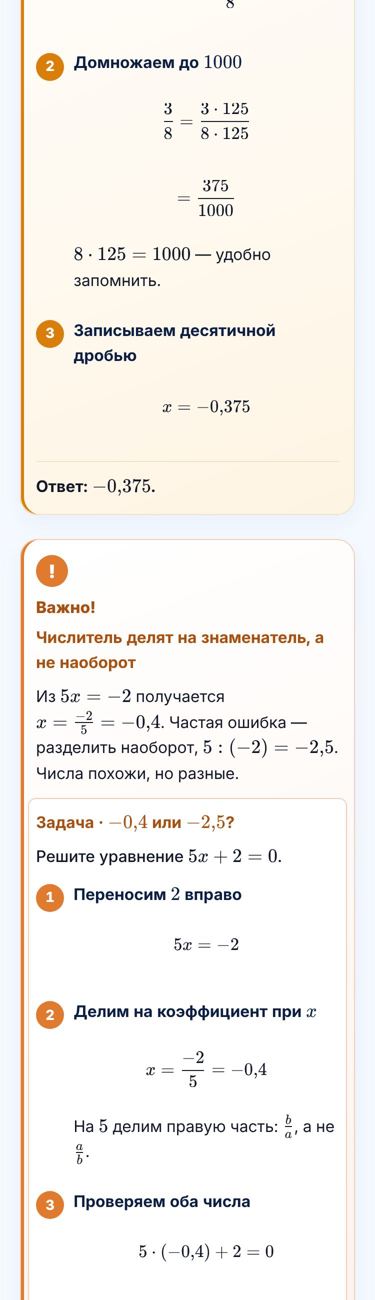 8
2 Домножаем до 1000
3/8 = (3 · 125)/(8 · 125)
= 375/1000
8 · 125 = 1000 — удобно
запомнить.
3 Записываем десятичной
дробью
x = −0,375
Ответ: −0,375.
!
Важно!
Числитель делят на знаменатель, а
не наоборот
Из 5x = −2 получается
x = −2/5 = −0,4. Частая ошибка —
разделить наоборот, 5 : (−2) = −2,5.
Числа похожи, но разные.
Задача · −0,4 или −2,5?
Решите уравнение 5x + 2 = 0.
1 Переносим 2 вправо
5x = −2
2 Делим на коэффициент при x
x = −2/5 = −0,4
На 5 делим правую часть: b/a, а не
a/b.
3 Проверяем оба числа
5 · (−0,4) + 2 = 0